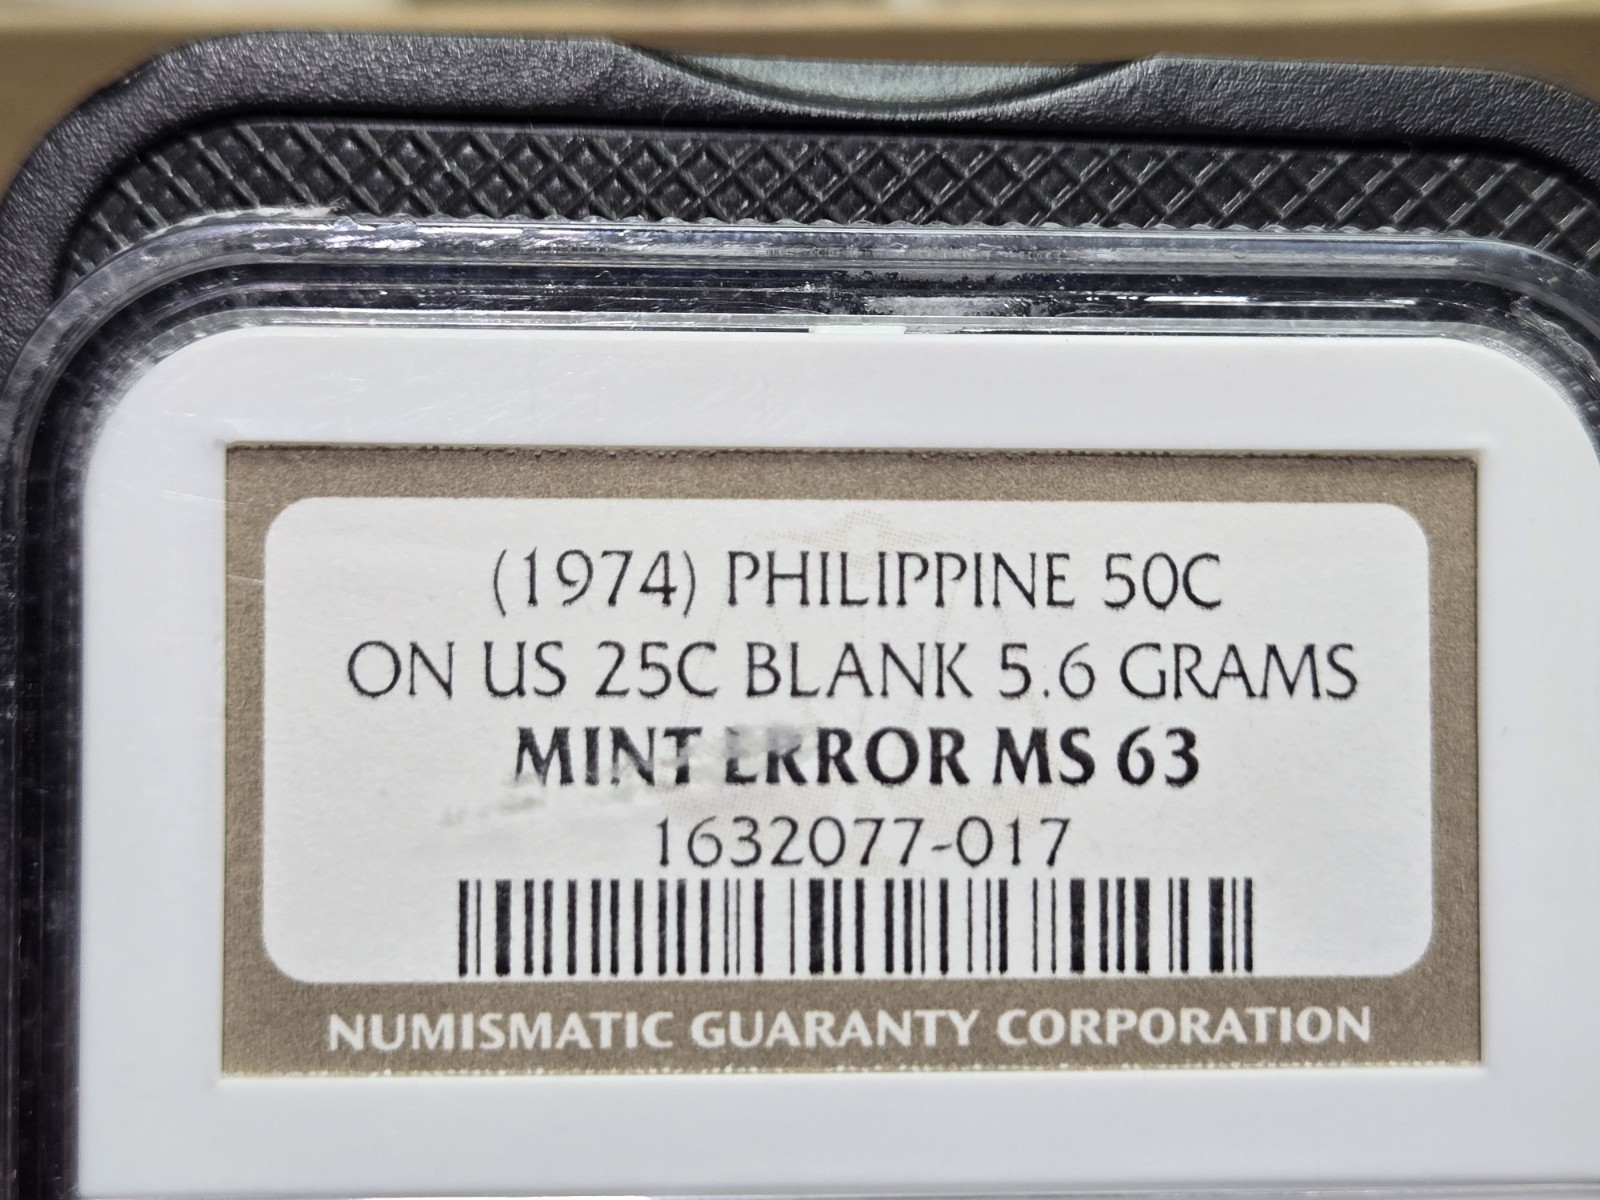 (1974) PHILIPPINE 50C
ON US 25C BLANK 5.6 GRAMS
MINT ERROR MS 63
1632077-017
NUMISMATIC GUARANTY CORPORATION